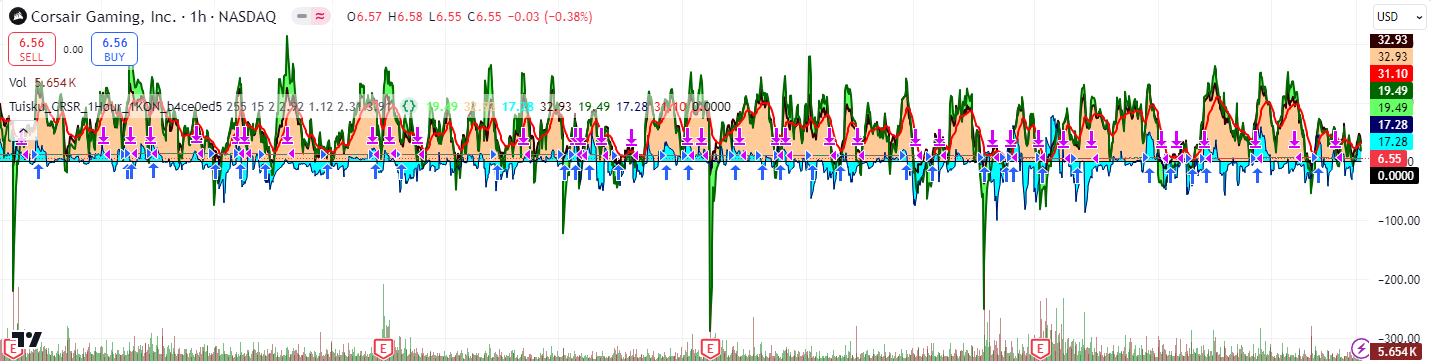 Corsair Gaming, Inc. · 1h · NASDAQ O6.57 H6.58 L6.55 C6.55 −0.03 (−0.38%)
USD
6.56 SELL
0.00
6.56 BUY
Vol 5.654K
255 15 2 2.92 1.12 2.31 19.49 32.93 17.28 32.93 19.49 17.28 31.10 0.0000
32.93
32.93
31.10
19.49
19.49
17.28
17.28
6.55
0.0000
−100.00
−200.00
−300.00
5.654K
E E E E